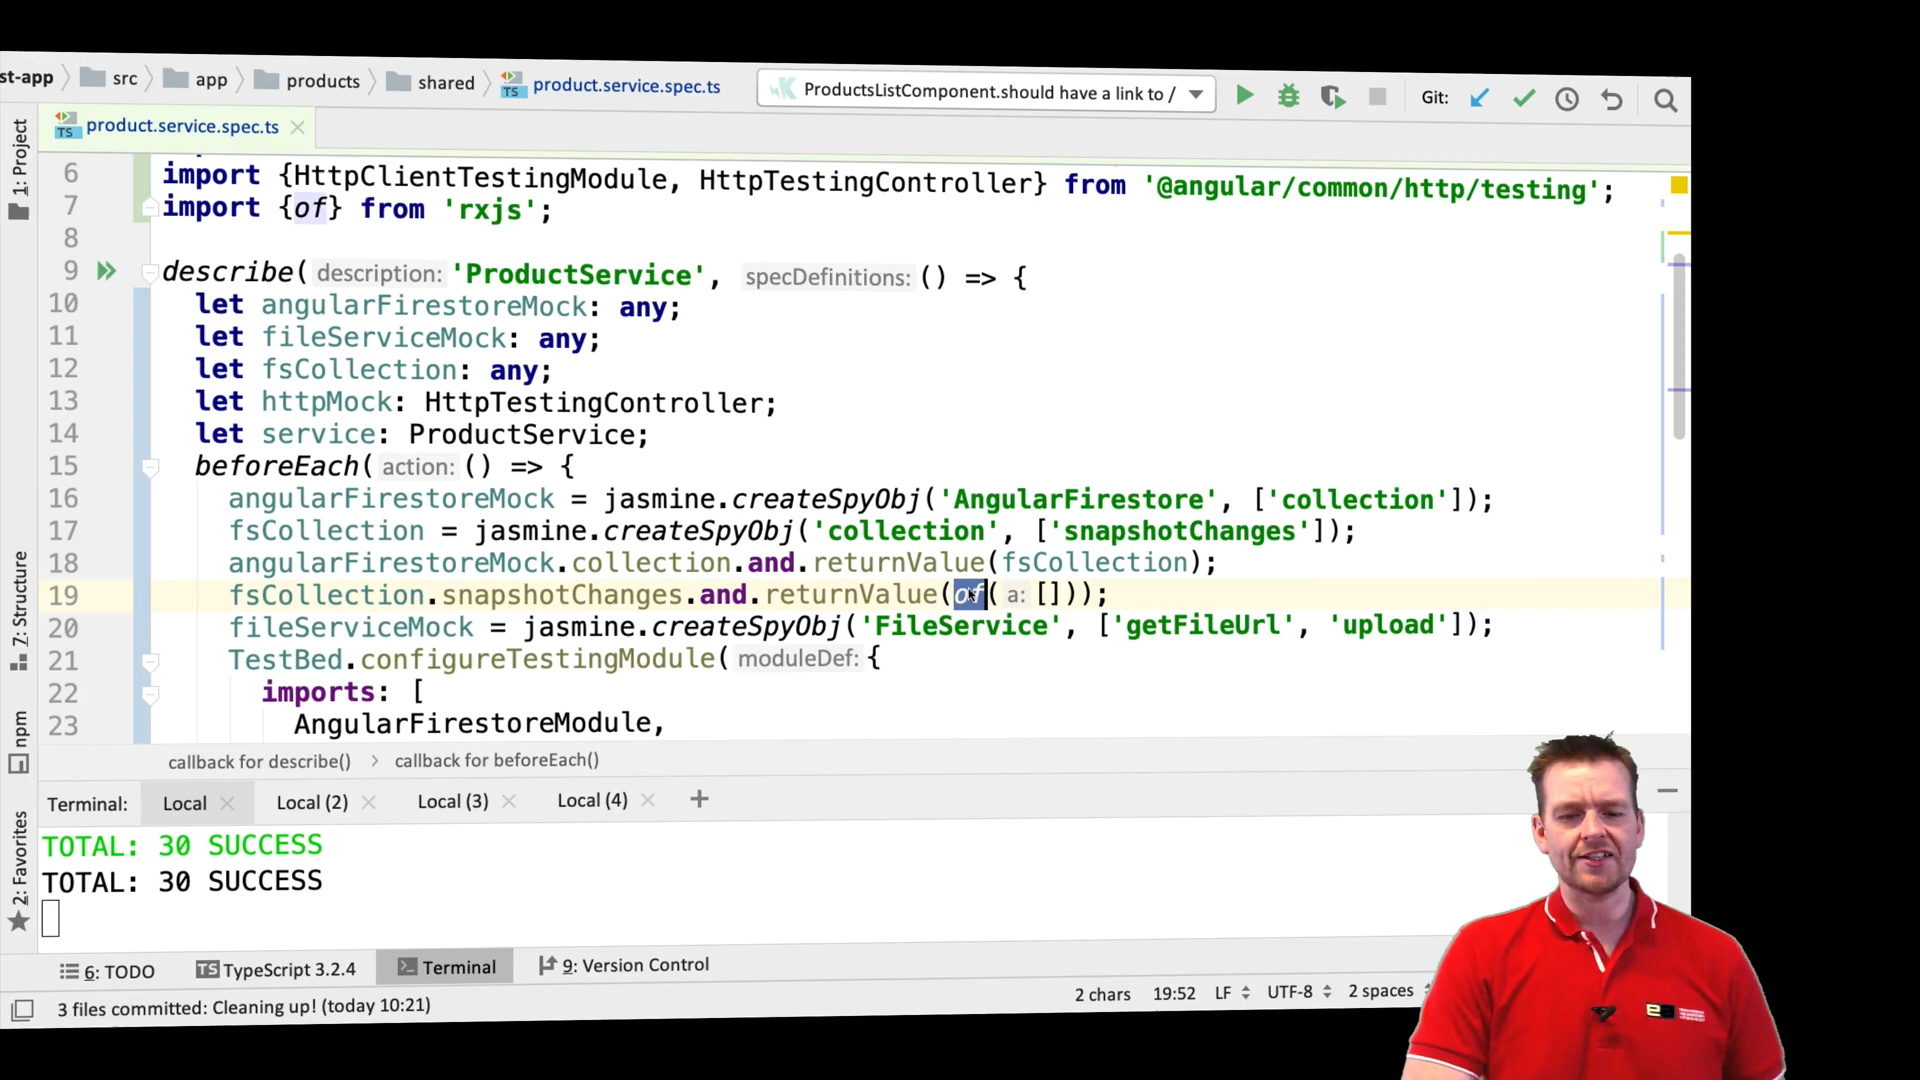 st-app src app products shared product.service.spec.ts ProductsListComponent.should have a link to / Git:
product.service.spec.ts
1: Project
7: Structure
npm
2: Favorites
6 import {HttpClientTestingModule, HttpTestingController} from '@angular/common/http/testing';
7 import {of} from 'rxjs';
8
9 describe( description: 'ProductService', specDefinitions: () => {
10 let angularFirestoreMock: any;
11 let fileServiceMock: any;
12 let fsCollection: any;
13 let httpMock: HttpTestingController;
14 let service: ProductService;
15 beforeEach( action: () => {
16 angularFirestoreMock = jasmine.createSpyObj('AngularFirestore', ['collection']);
17 fsCollection = jasmine.createSpyObj('collection', ['snapshotChanges']);
18 angularFirestoreMock.collection.and.returnValue(fsCollection);
19 fsCollection.snapshotChanges.and.returnValue(of( a: []));
20 fileServiceMock = jasmine.createSpyObj('FileService', ['getFileUrl', 'upload']);
21 TestBed.configureTestingModule( moduleDef: {
22 imports: [
23 AngularFirestoreModule,
callback for describe() > callback for beforeEach()
Terminal: Local Local (2) Local (3) Local (4) +
TOTAL: 30 SUCCESS
TOTAL: 30 SUCCESS
6: TODO TypeScript 3.2.4 Terminal 9: Version Control
3 files committed: Cleaning up! (today 10:21) 2 chars 19:52 LF UTF-8 2 spaces